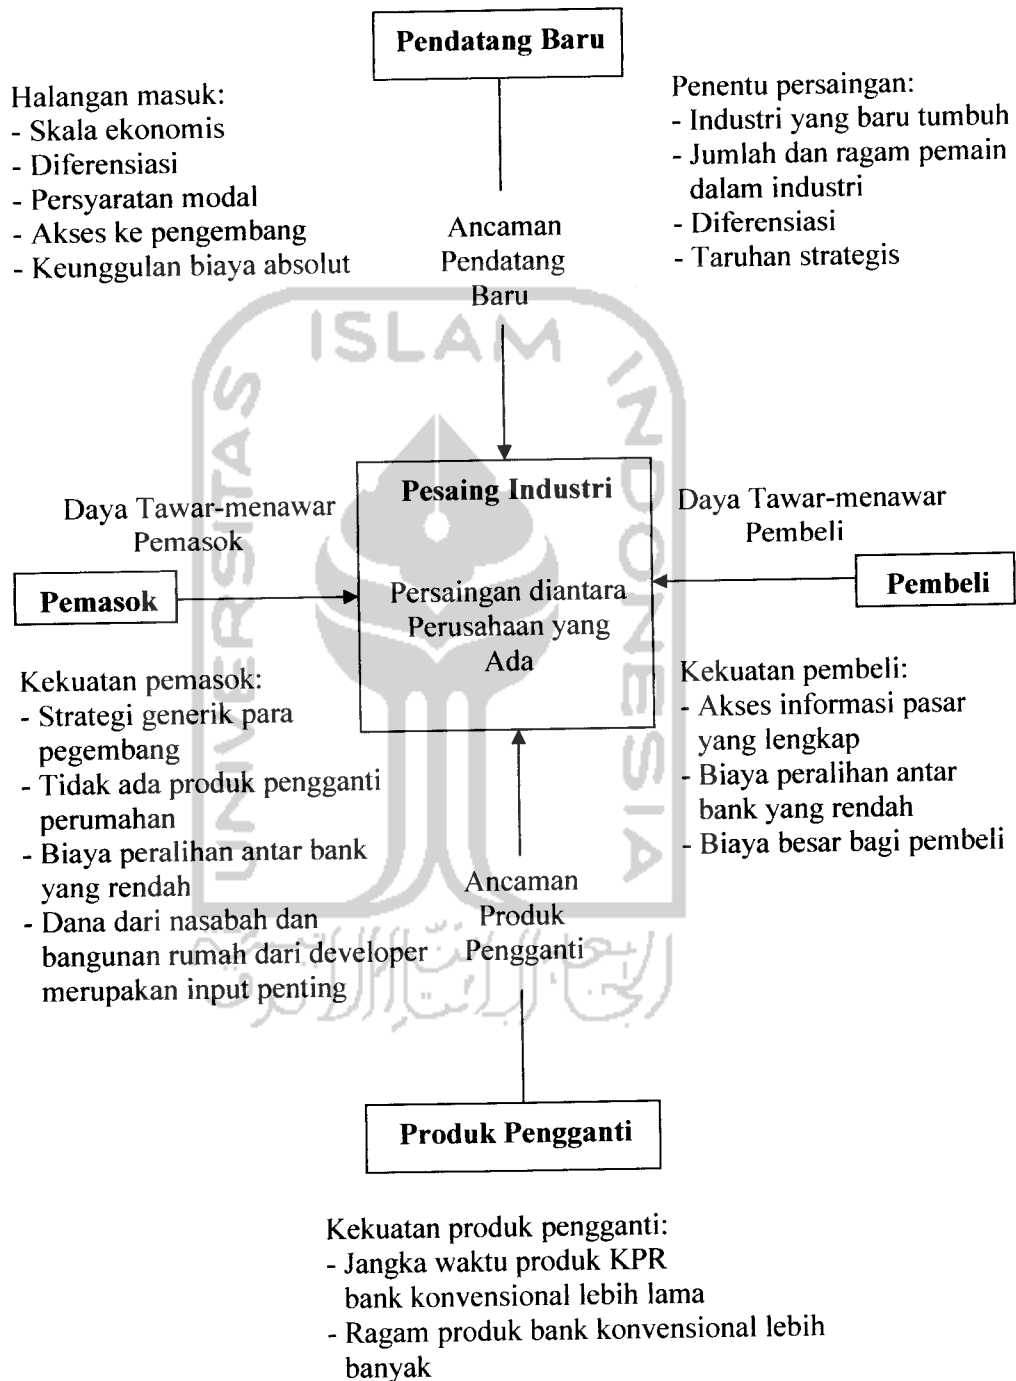 Pendatang Baru
Halangan masuk:
- Skala ekonomis
- Diferensiasi
- Persyaratan modal
- Akses ke pengembang
- Keunggulan biaya absolut
Penentu persaingan:
- Industri yang baru tumbuh
- Jumlah dan ragam pemain
dalam industri
- Diferensiasi
- Taruhan strategis
Ancaman
Pendatang
Baru
ISLAM
UNIVERSITAS
INDONESIA
Daya Tawar-menawar
Pemasok
Pemasok
Pesaing Industri
Persaingan diantara
Perusahaan yang
Ada
Daya Tawar-menawar
Pembeli
Pembeli
Kekuatan pemasok:
- Strategi generik para
pegembang
- Tidak ada produk pengganti
perumahan
- Biaya peralihan antar bank
yang rendah
- Dana dari nasabah dan
bangunan rumah dari developer
merupakan input penting
Kekuatan pembeli:
- Akses informasi pasar
yang lengkap
- Biaya peralihan antar
bank yang rendah
- Biaya besar bagi pembeli
Ancaman
Produk
Pengganti
Produk Pengganti
Kekuatan produk pengganti:
- Jangka waktu produk KPR
bank konvensional lebih lama
- Ragam produk bank konvensional lebih
banyak